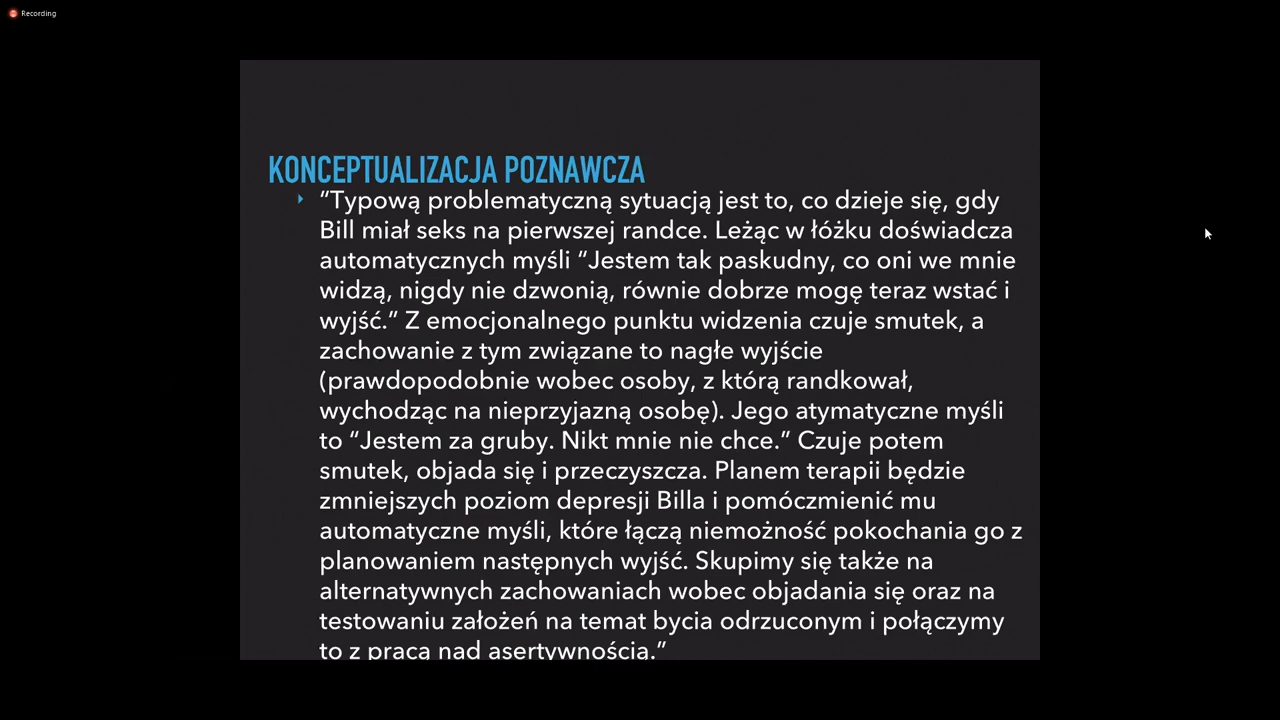 Recording
KONCEPTUALIZACJA POZNAWCZA
“Typową problematyczną sytuacją jest to, co dzieje się, gdy
Bill miał seks na pierwszej randce. Leżąc w łóżku doświadcza
automatycznych myśli “Jestem tak paskudny, co oni we mnie
widzą, nigdy nie dzwonią, równie dobrze mogę teraz wstać i
wyjść.” Z emocjonalnego punktu widzenia czuje smutek, a
zachowanie z tym związane to nagłe wyjście
(prawdopodobnie wobec osoby, z którą randkował,
wychodząc na nieprzyjazną osobę). Jego atymatyczne myśli
to “Jestem za gruby. Nikt mnie nie chce.” Czuje potem
smutek, objada się i przeczyszcza. Planem terapii będzie
zmniejszych poziom depresji Billa i pomóczmienić mu
automatyczne myśli, które łączą niemożność pokochania go z
planowaniem następnych wyjść. Skupimy się także na
alternatywnych zachowaniach wobec objadania się oraz na
testowaniu założeń na temat bycia odrzuconym i połączymy
to z pracą nad asertywnością.”